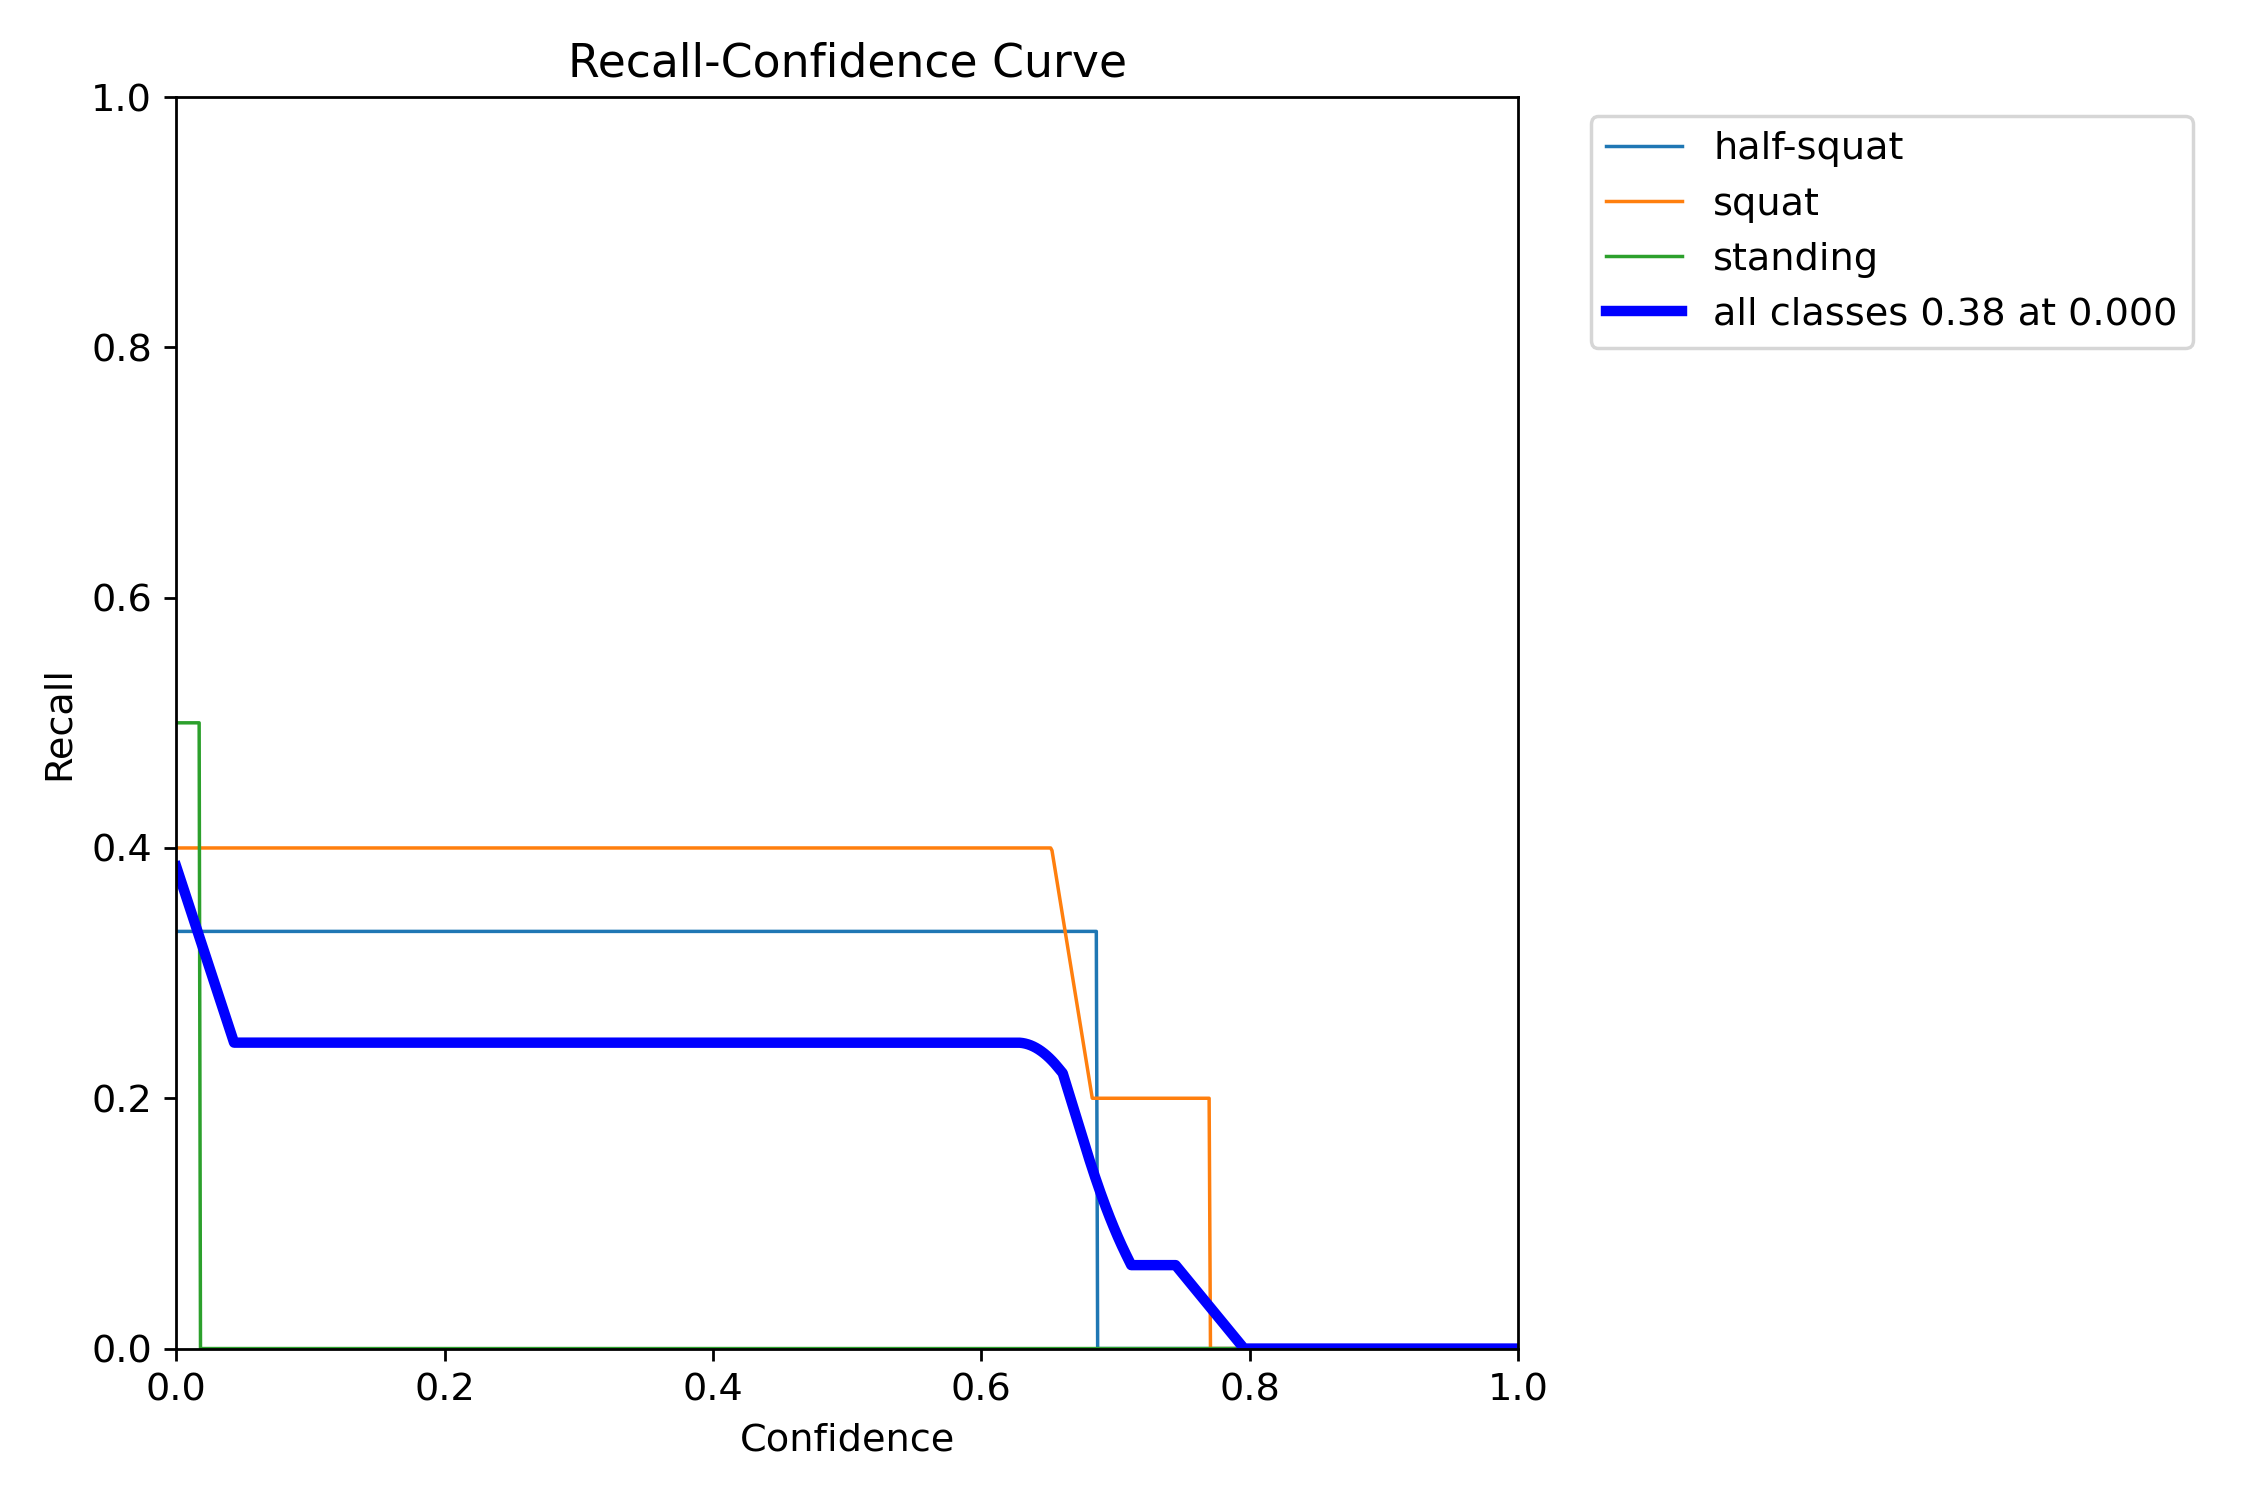 Recall-Confidence Curve
1.0
0.8
0.6
0.4
0.2
0.0
Recall
0.0 0.2 0.4 0.6 0.8 1.0
Confidence
half-squat
squat
standing
all classes 0.38 at 0.000